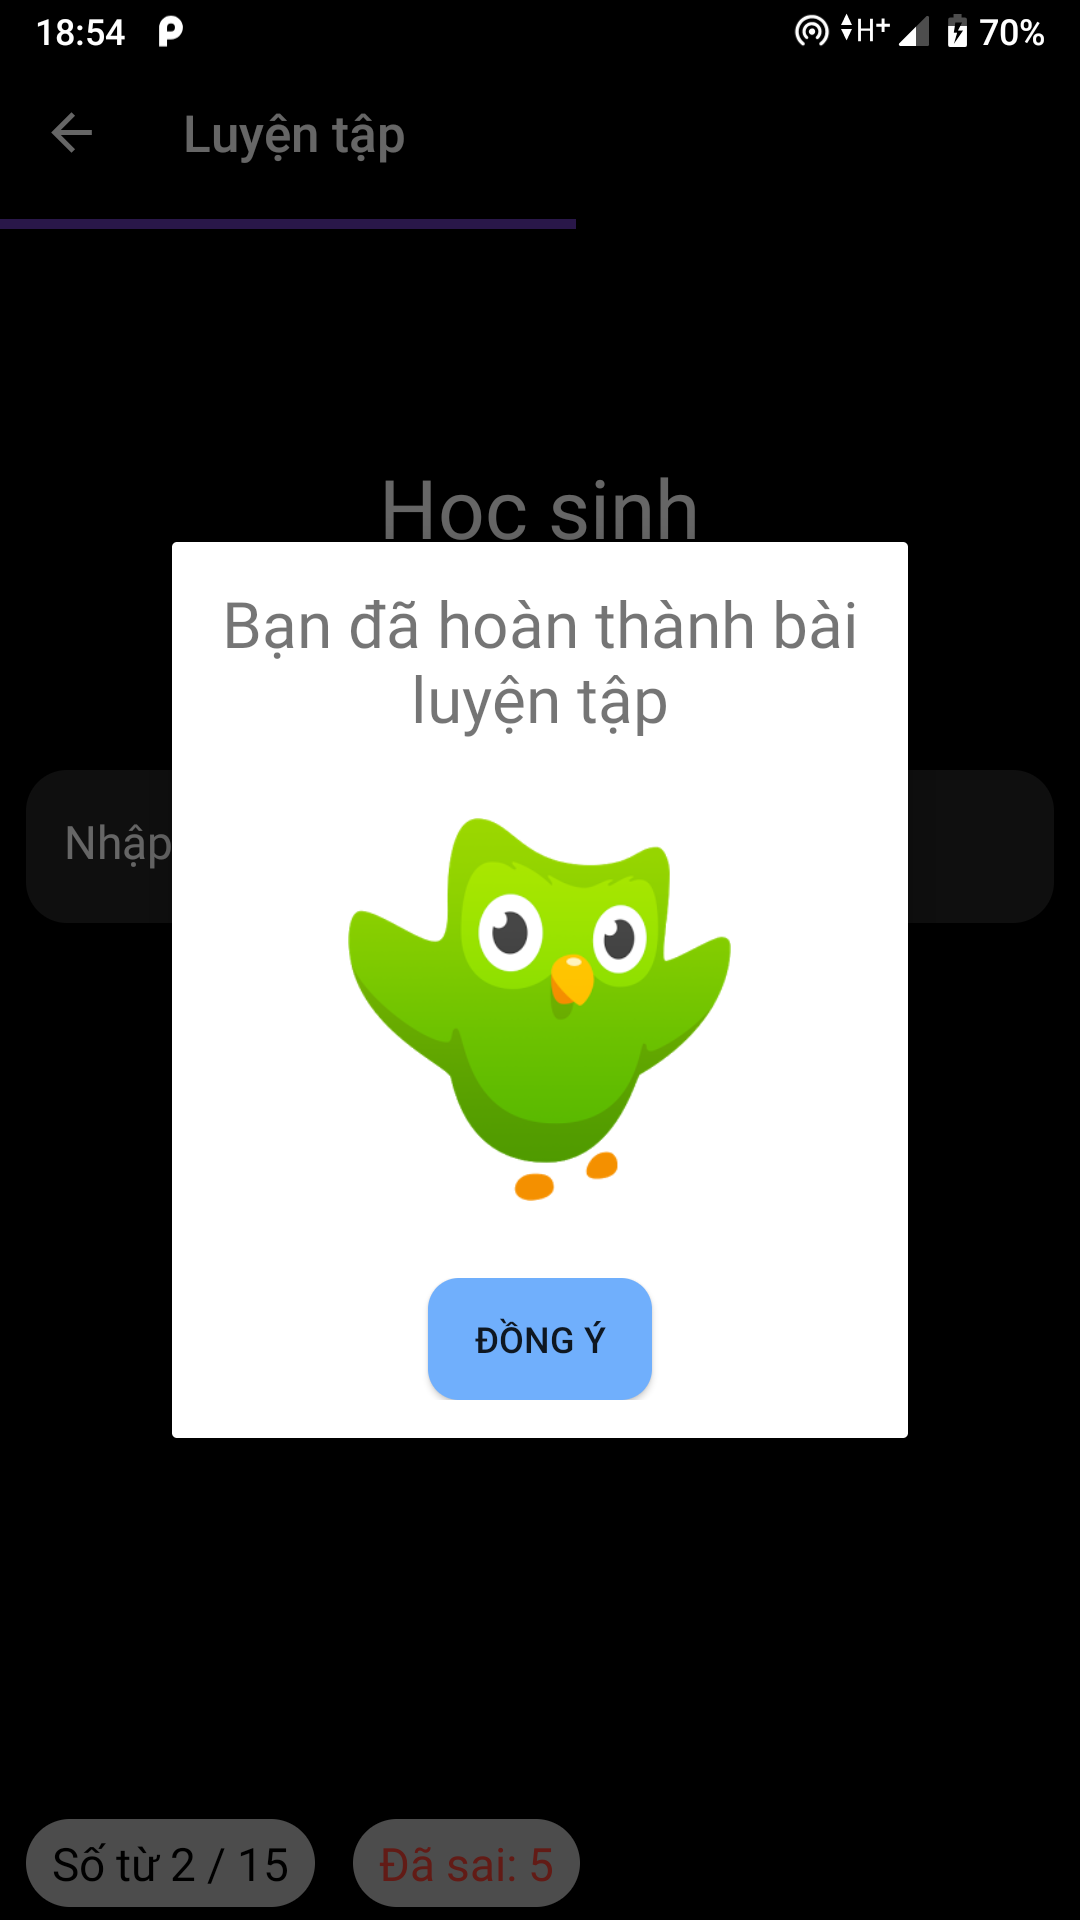 18:54
H+ 70%
Luyện tập
Học sinh
Bạn đã hoàn thành bài
luyện tập
Nhập
ĐỒNG Ý
Số từ 2 / 15
Đã sai: 5